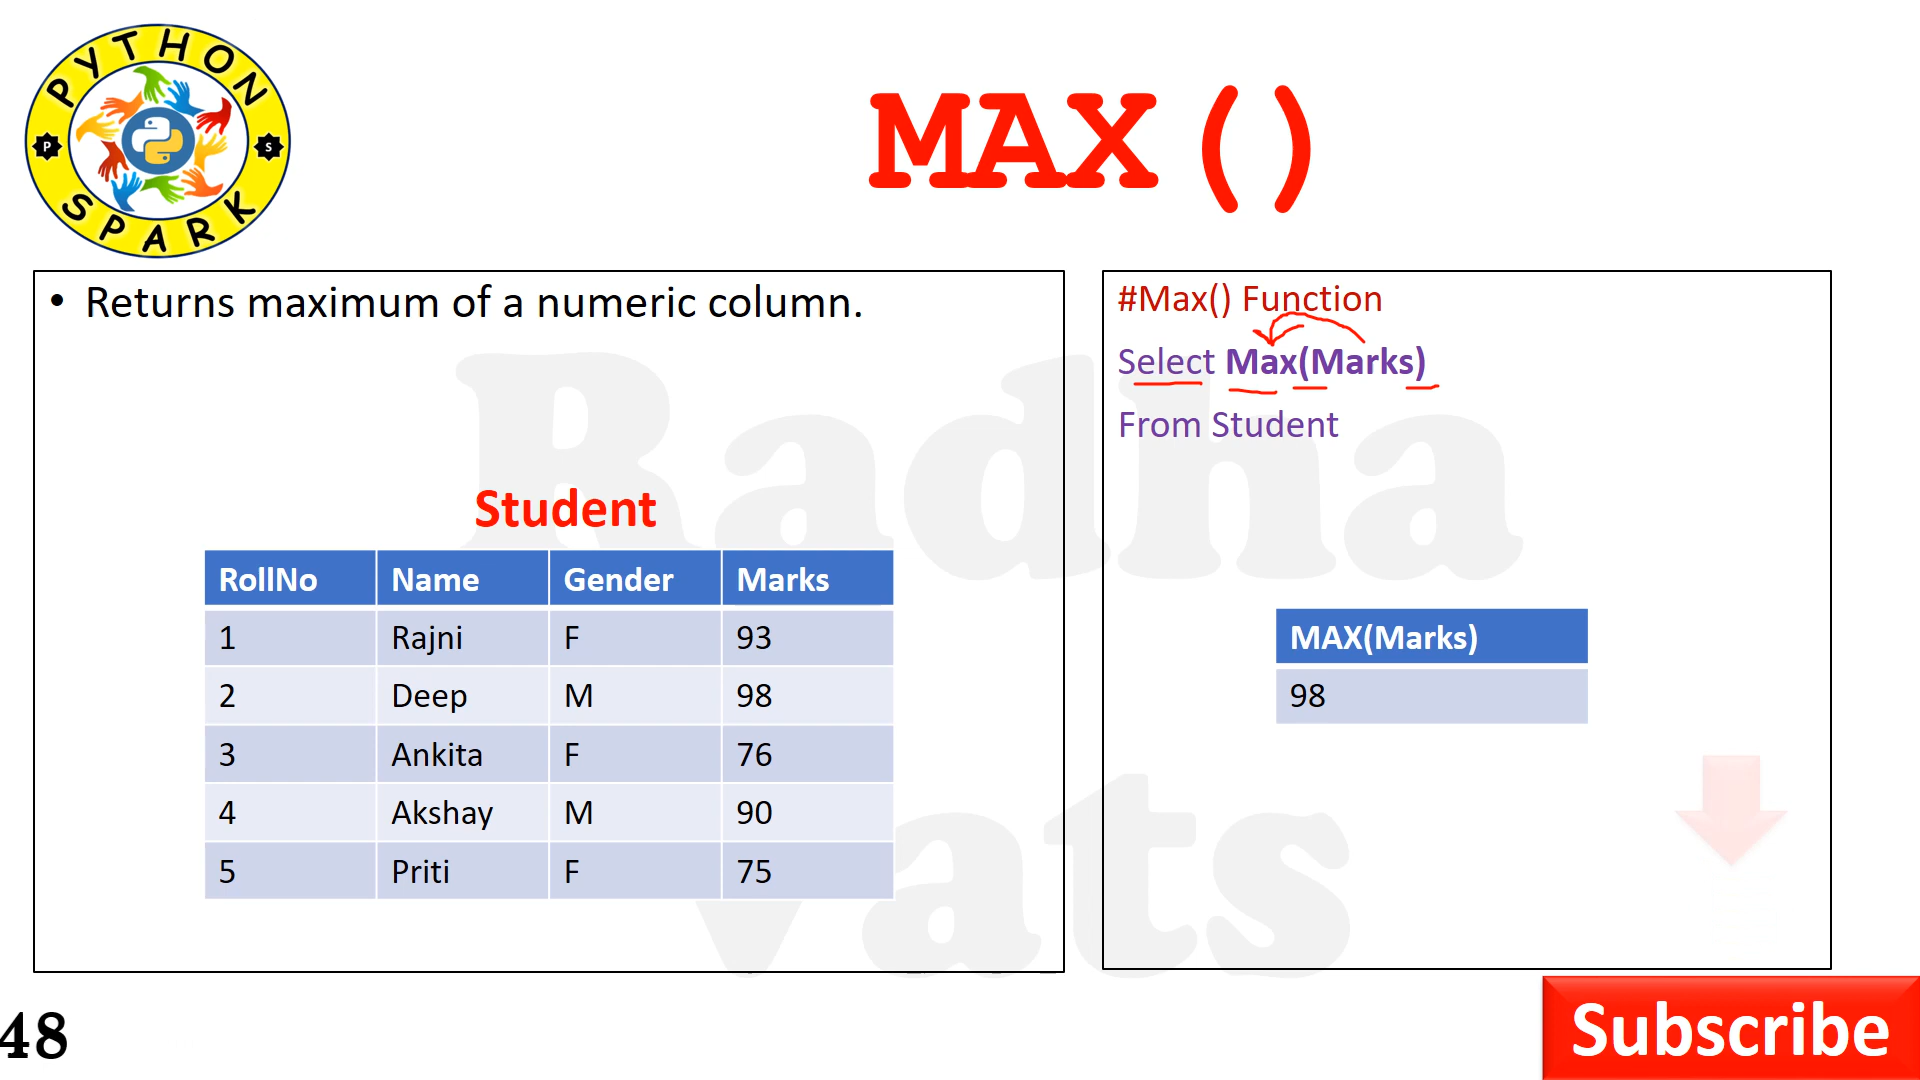 PYTHON
P S
SPARK
MAX()
• Returns maximum of a numeric column.
Student
RollNo Name Gender Marks
1 Rajni F 93
2 Deep M 98
3 Ankita F 76
4 Akshay M 90
5 Priti F 75
#Max() Function
Select Max(Marks)
From Student
MAX(Marks)
98
Radha
Vats
48
Subscribe